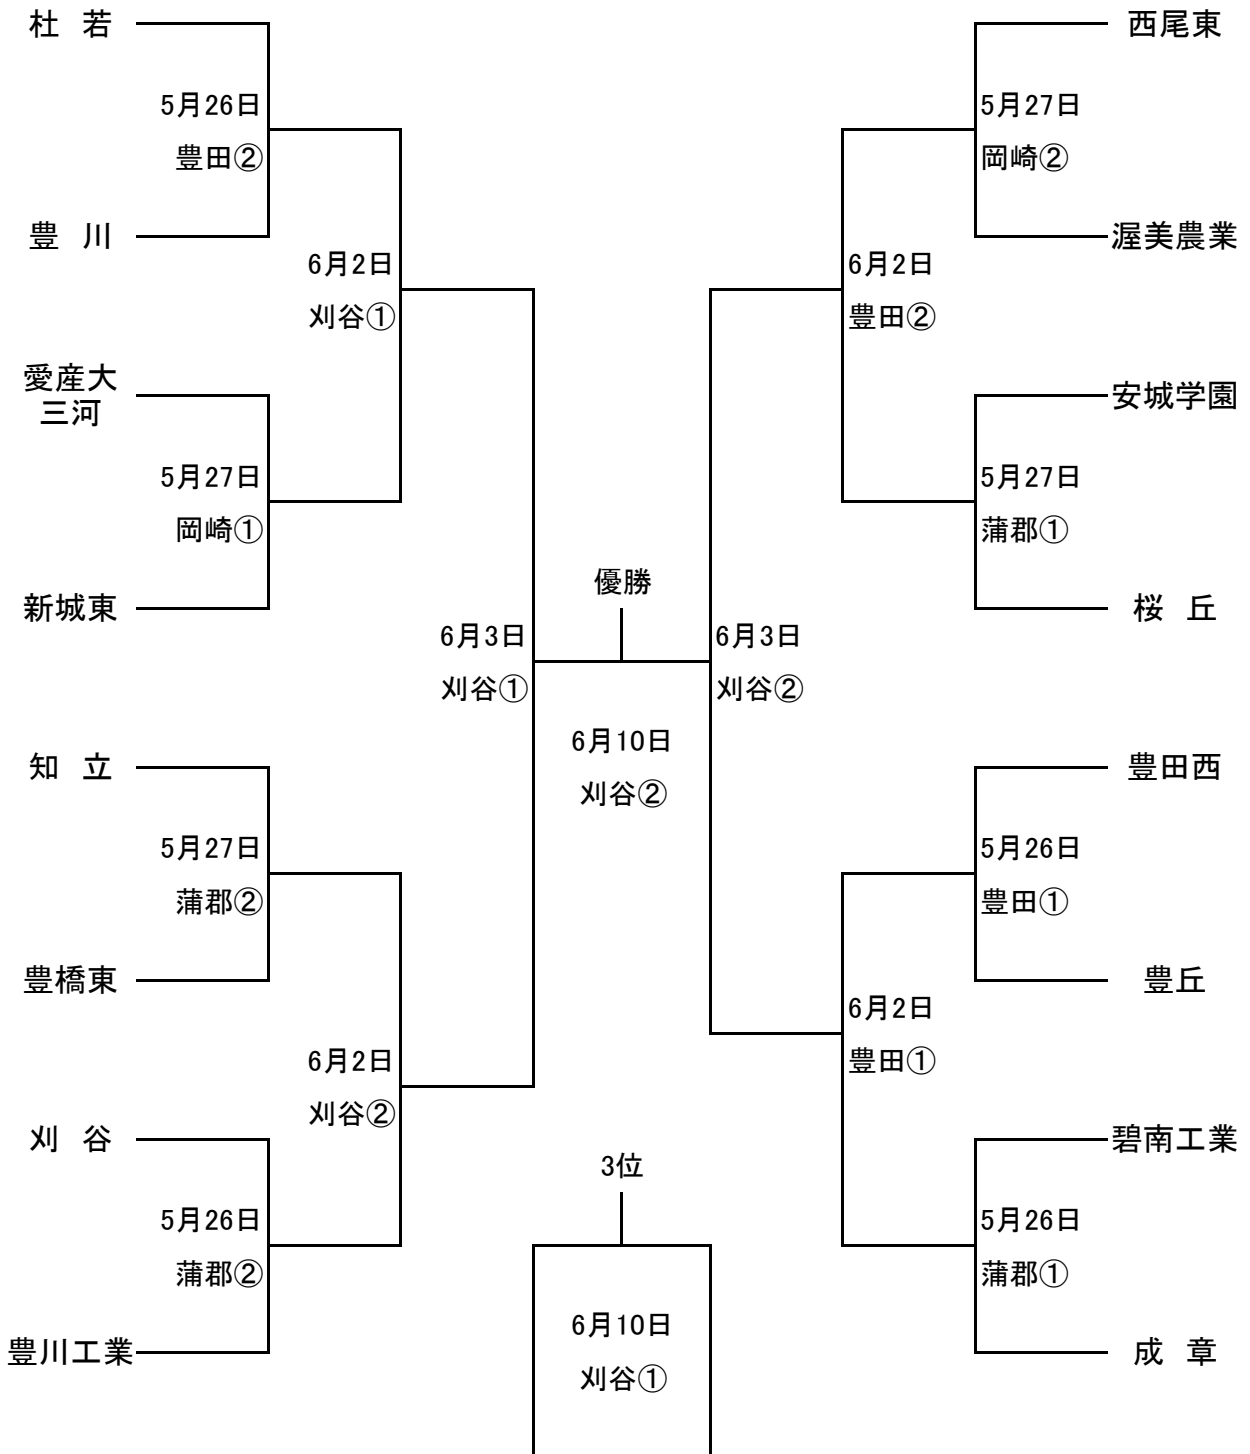 杜 若
5月26日
豊田②
豊 川
6月2日
刈谷①
愛産大
三河
5月27日
岡崎①
新城東
6月3日
刈谷①
知 立
5月27日
蒲郡②
豊橋東
6月2日
刈谷②
刈 谷
5月26日
蒲郡②
豊川工業
優勝
6月10日
刈谷②
3位
6月10日
刈谷①
西尾東
5月27日
岡崎②
渥美農業
6月2日
豊田②
安城学園
5月27日
蒲郡①
桜 丘
6月3日
刈谷②
豊田西
5月26日
豊田①
豊丘
6月2日
豊田①
碧南工業
5月26日
蒲郡①
成 章